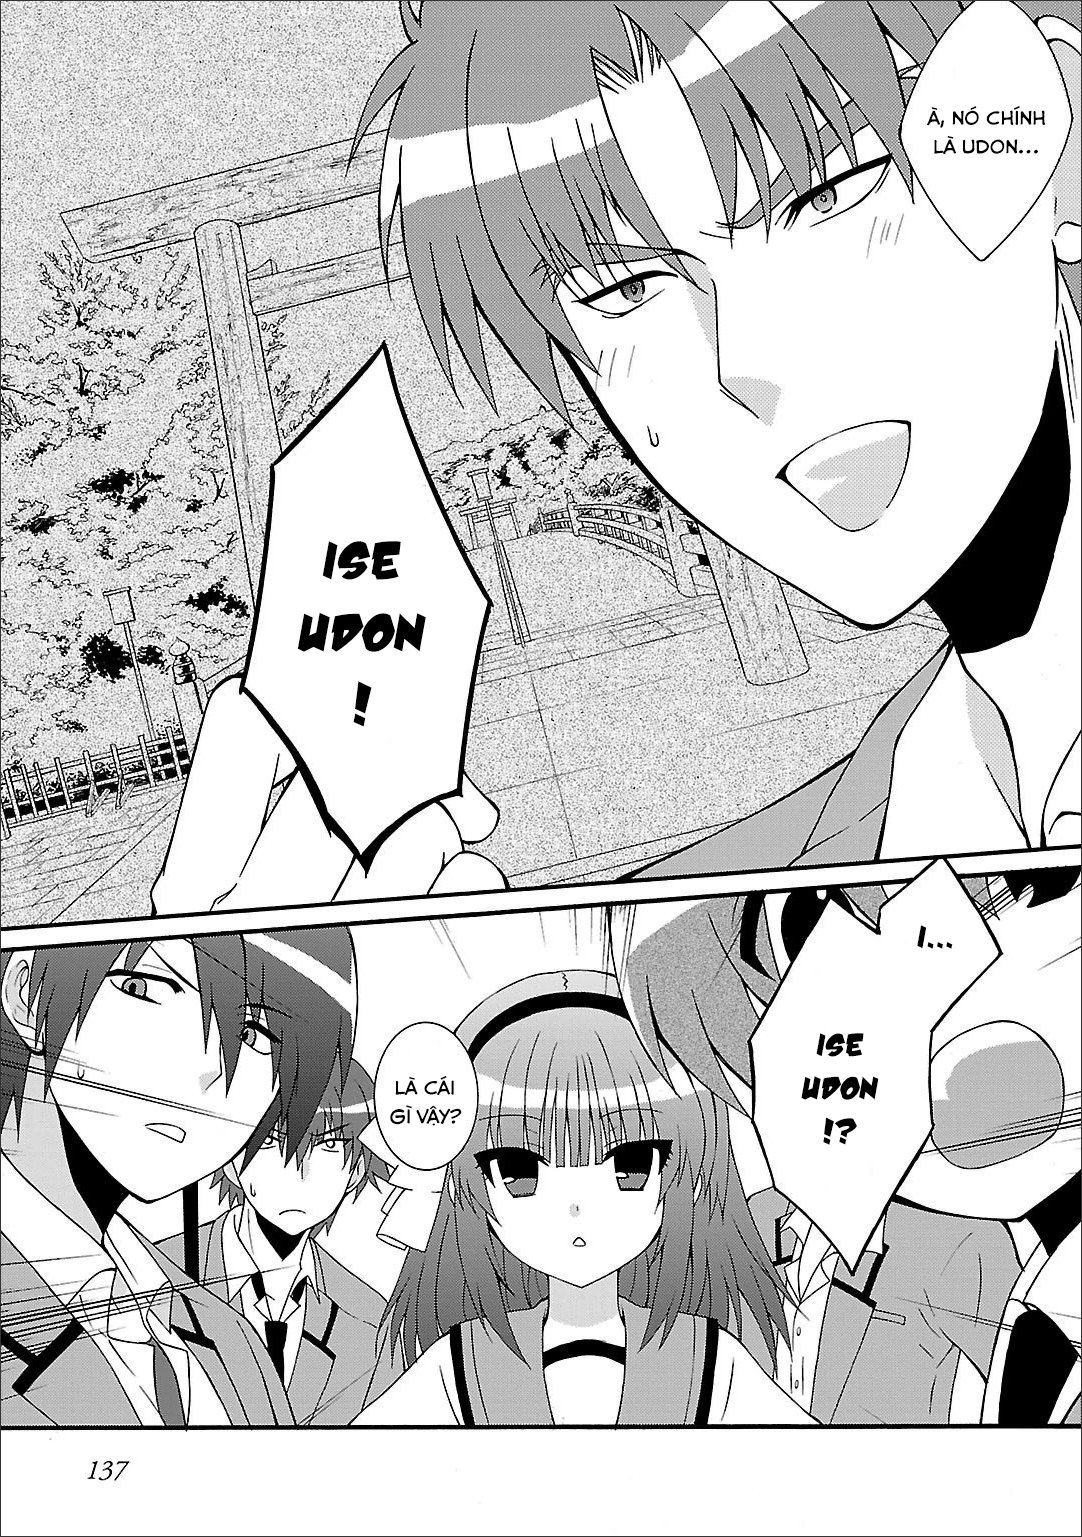 À, NÓ CHÍNH
LÀ UDON...
ISE
UDON
!
I...
ISE
UDON
!?
LÀ CÁI
GÌ VẬY?
137